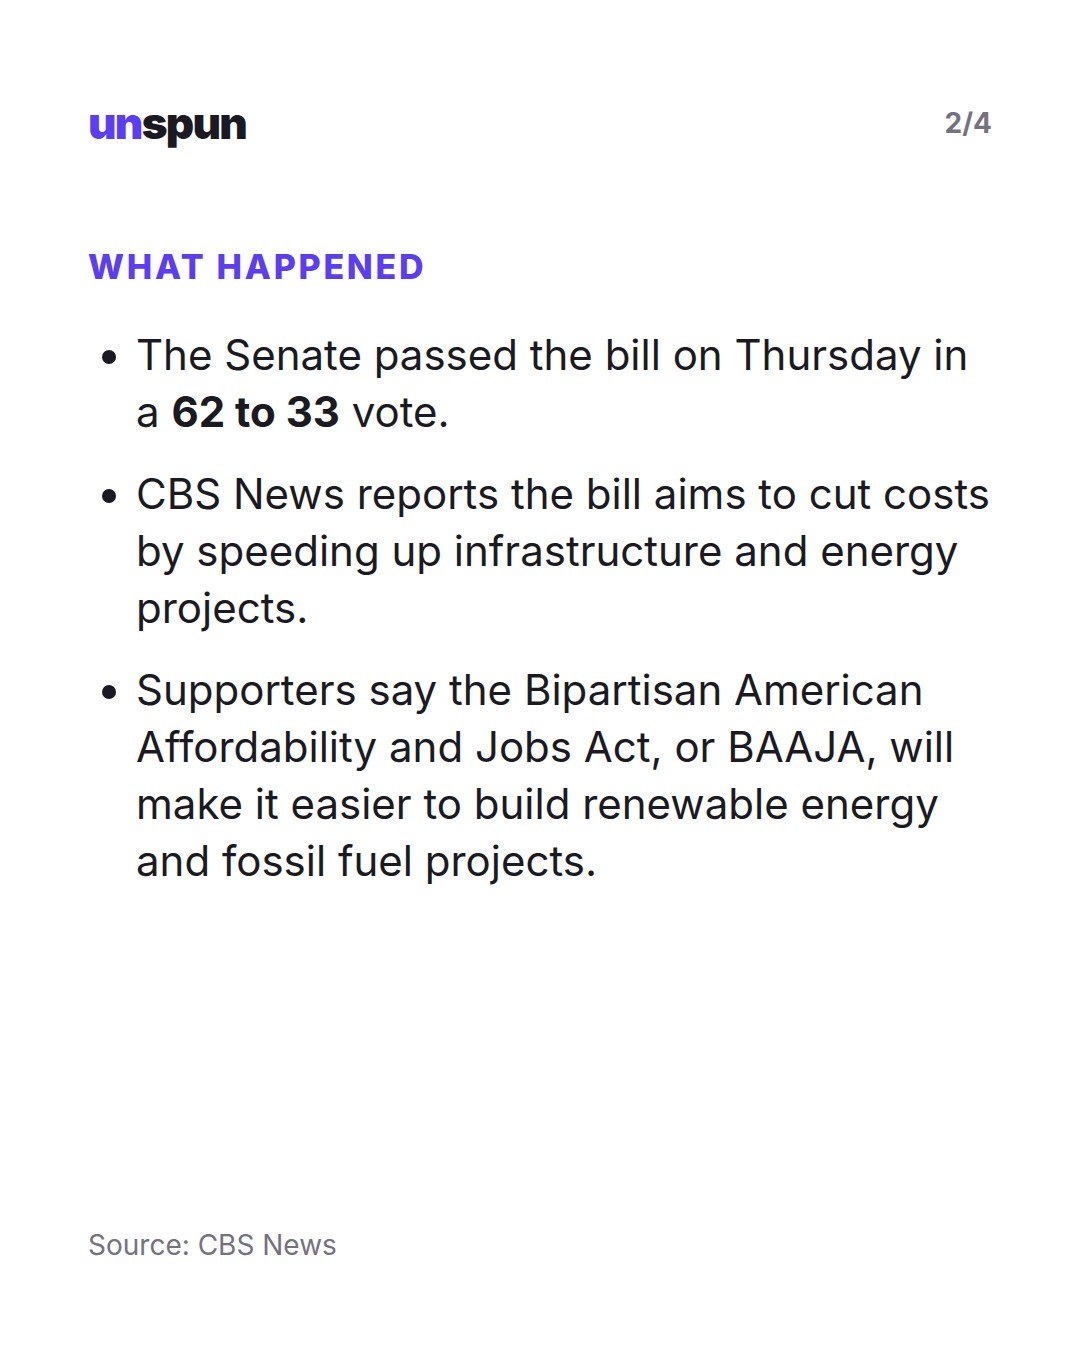 unspun
2/4
WHAT HAPPENED
• The Senate passed the bill on Thursday in
a 62 to 33 vote.
• CBS News reports the bill aims to cut costs
by speeding up infrastructure and energy
projects.
• Supporters say the Bipartisan American
Affordability and Jobs Act, or BAAJA, will
make it easier to build renewable energy
and fossil fuel projects.
Source: CBS News